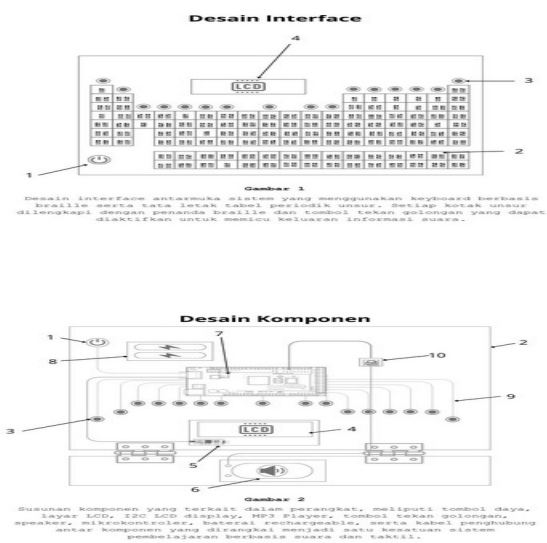 Desain Interface
4
LCD
3
2
1
Gambar 1
Desain interface antarmuka sistem yang menggunakan keyboard berbasis
braille serta tata letak tabel periodik unsur. Setiap kotak unsur
dilengkapi dengan penanda braille dan tombol tekan golongan yang dapat
diaktifkan untuk memicu keluaran informasi suara.
Desain Komponen
1
7
2
8
10
9
3
LCD
4
5
6
Gambar 2
Susunan komponen yang terkait dalam perangkat, meliputi tombol daya,
layar LCD, I2C LCD display, MP3 Player, tombol tekan golongan,
speaker, mikrokontroler, baterai rechargeable, serta kabel penghubung
antar komponen yang dirangkai menjadi satu kesatuan sistem
pembelajaran berbasis suara dan taktil.